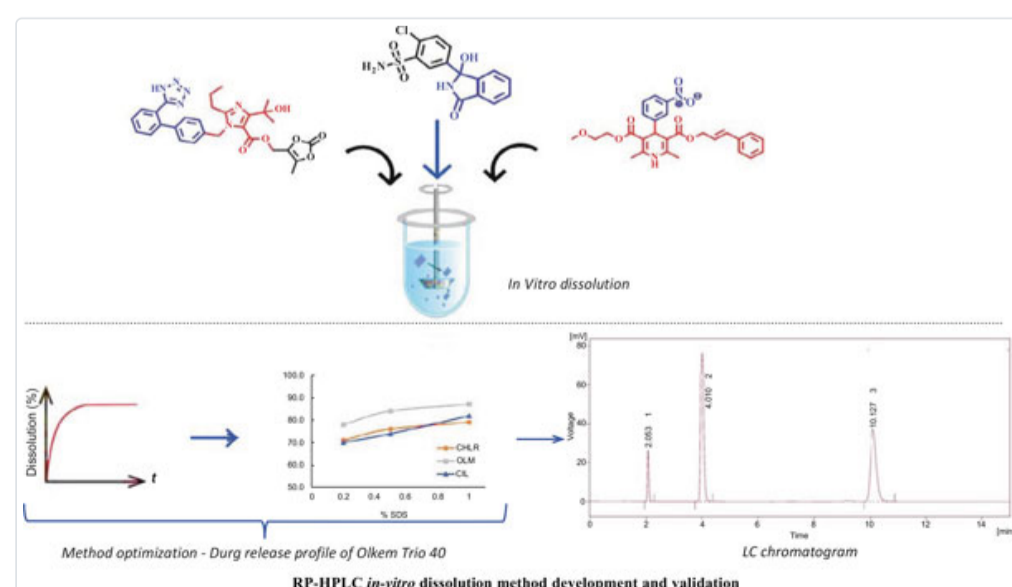 Cl
OH
H₂N
S
O
O
HN
O
N
N
N
HN
N
N
OH
O
O
O
O
O
O
S
O
O
O
O
O
O
O
N
H
In Vitro dissolution
Dissolution (%)
t
100.0
90.0
80.0
70.0
60.0
50.0
0
0.2
0.4
0.6
0.8
1
% SDS
CHLR
OLM
CIL
[mV]
80
60
40
20
0
Voltage
2.053 1
4.010 2
10.127 3
0
2
4
6
8
10
12
14
Time
[min
Method optimization - Durg release profile of Olkem Trio 40
LC chromatogram
RP-HPLC in-vitro dissolution method development and validation